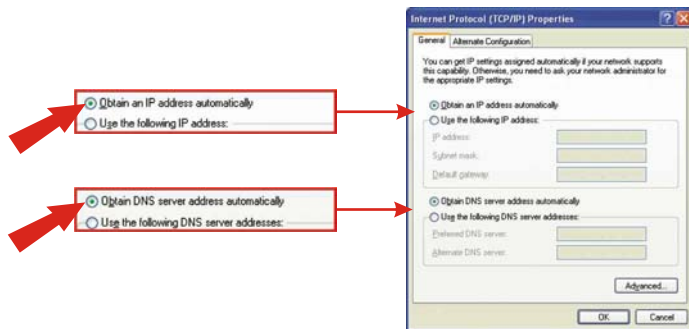 Obtain an IP address automatically
Use the following IP address:
Obtain DNS server address automatically
Use the following DNS server addresses:
Internet Protocol (TCP/IP) Properties
General
Alternate Configuration
You can get IP settings assigned automatically if your network supports
this capability. Otherwise, you need to ask your network administrator for
the appropriate IP settings.
Obtain an IP address automatically
Use the following IP address:
IP address:
Subnet mask:
Default gateway:
Obtain DNS server address automatically
Use the following DNS server addresses:
Preferred DNS server:
Alternate DNS server:
Advanced...
OK
Cancel